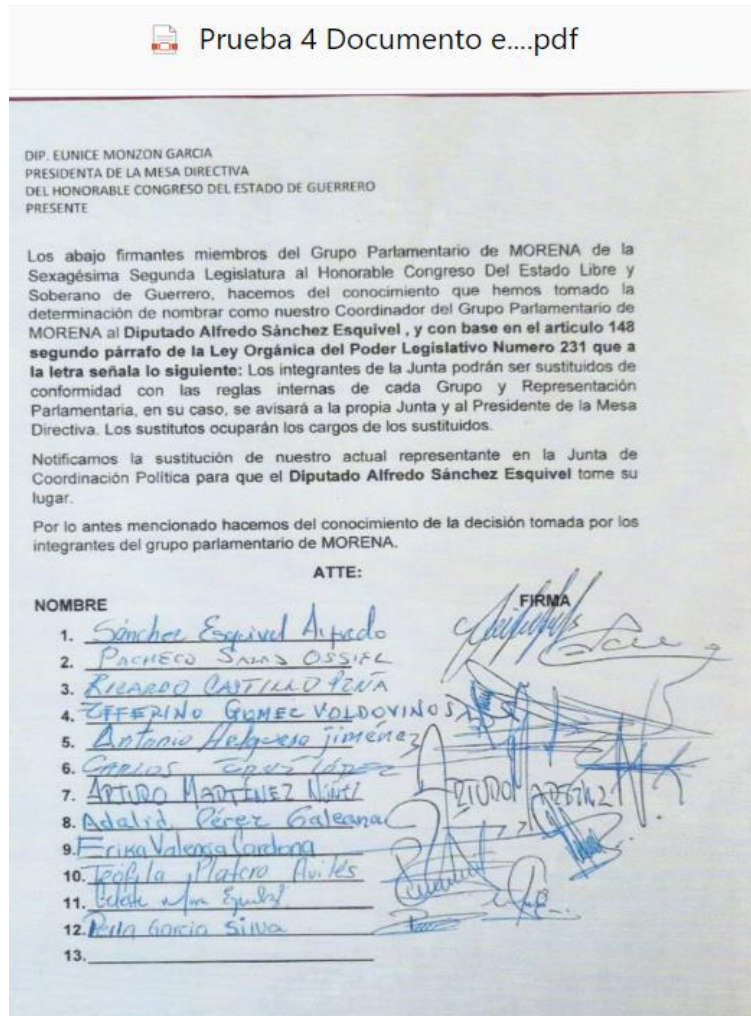 Prueba 4 Documento e....pdf
DIP. EUNICE MONZON GARCIA
PRESIDENTA DE LA MESA DIRECTIVA
DEL HONORABLE CONGRESO DEL ESTADO DE GUERRERO
PRESENTE
Los abajo firmantes miembros del Grupo Parlamentario de MORENA de la
Sexagésima Segunda Legislatura al Honorable Congreso Del Estado Libre y
Soberano de Guerrero, hacemos del conocimiento que hemos tomado la
determinación de nombrar como nuestro Coordinador del Grupo Parlamentario de
MORENA al Diputado Alfredo Sánchez Esquivel , y con base en el articulo 148
segundo párrafo de la Ley Orgánica del Poder Legislativo Numero 231 que a
la letra señala lo siguiente: Los integrantes de la Junta podrán ser sustituidos de
conformidad con las reglas internas de cada Grupo y Representación
Parlamentaria, en su caso, se avisará a la propia Junta y al Presidente de la Mesa
Directiva. Los sustitutos ocuparán los cargos de los sustituidos.
Notificamos la sustitución de nuestro actual representante en la Junta de
Coordinación Política para que el Diputado Alfredo Sánchez Esquivel tome su
lugar.
Por lo antes mencionado hacemos del conocimiento de la decisión tomada por los
integrantes del grupo parlamentario de MORENA.
ATTE:
NOMBRE FIRMA
1. Sánchez Esquivel Alfredo
2. PACHECO SALAS OSSIEL
3. RICARDO CASTILLO PEÑA
4. ZEFERINO GOMEZ VALDOVINOS
5. Antonio Helguera jiménez
6. CARLOS CRUZ LÓPEZ
7. ARTURO MARTÍNEZ NÚÑEZ
8. Adalid Pérez Galeana
9. Erika Valencia Cardona
10. Teófila Platero Avilés
11.
12. Perla Garcia Silva
13.